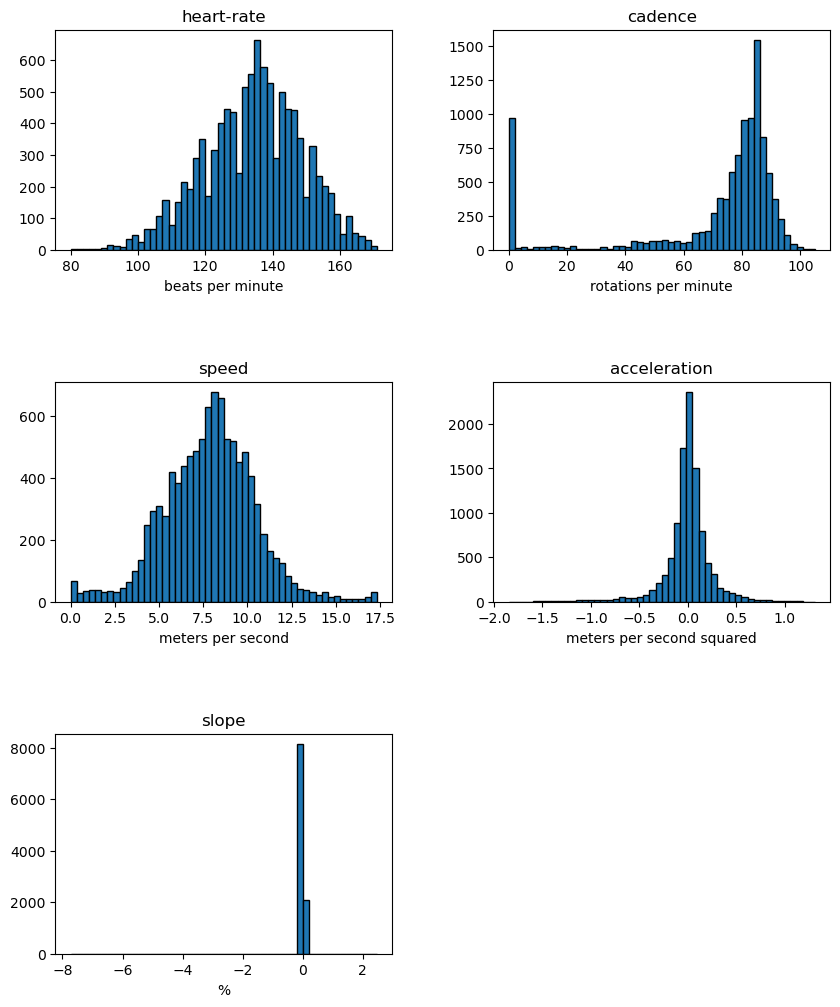 heart-rate
600
500
400
300
200
100
0
80 100 120 140 160
beats per minute
cadence
1500
1250
1000
750
500
250
0
0 20 40 60 80 100
rotations per minute
speed
600
400
200
0
0.0 2.5 5.0 7.5 10.0 12.5 15.0 17.5
meters per second
acceleration
2000
1500
1000
500
0
−2.0 −1.5 −1.0 −0.5 0.0 0.5 1.0
meters per second squared
slope
8000
6000
4000
2000
0
−8 −6 −4 −2 0 2
%